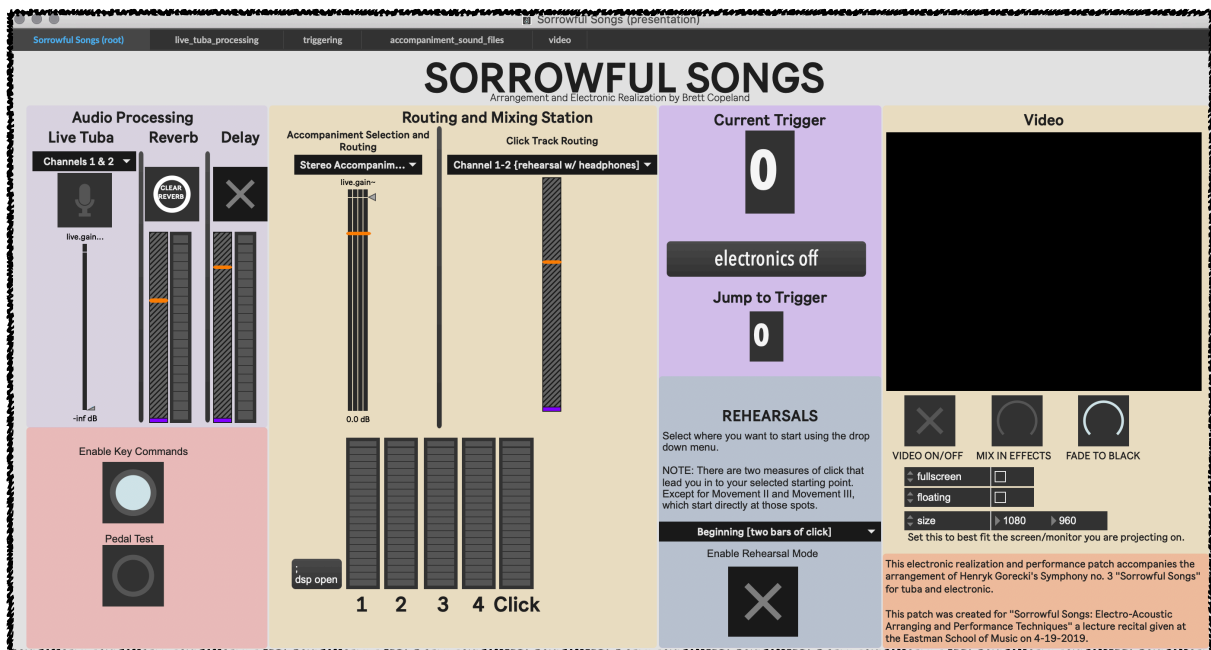 Sorrowful Songs (presentation)
Sorrowful Songs (root)
live_tuba_processing
triggering
accompaniment_sound_files
video
SORROWFUL SONGS
Arrangement and Electronic Realization by Brett Copeland
Audio Processing
Live Tuba
Reverb
Delay
Channels 1 & 2
CLEAR
REVERB
live.gain...
-inf dB
Enable Key Commands
Pedal Test
Routing and Mixing Station
Accompaniment Selection and
Routing
Stereo Accompanim...
live.gain~
0.0 dB
Click Track Routing
Channel 1-2 {rehearsal w/ headphones]
;
dsp open
1 2 3 4 Click
Current Trigger
0
electronics off
Jump to Trigger
0
REHEARSALS
Select where you want to start using the drop
down menu.
NOTE: There are two measures of click that
lead you in to your selected starting point.
Except for Movement II and Movement III,
which start directly at those spots.
Beginning [two bars of click]
Enable Rehearsal Mode
Video
VIDEO ON/OFF
MIX IN EFFECTS
FADE TO BLACK
fullscreen
floating
size 1080 960
Set this to best fit the screen/monitor you are projecting on.
This electronic realization and performance patch accompanies the
arrangement of Henryk Gorecki's Symphony no. 3 "Sorrowful Songs"
for tuba and electronic.
This patch was created for "Sorrowful Songs: Electro-Acoustic
Arranging and Performance Techniques" a lecture recital given at
the Eastman School of Music on 4-19-2019.